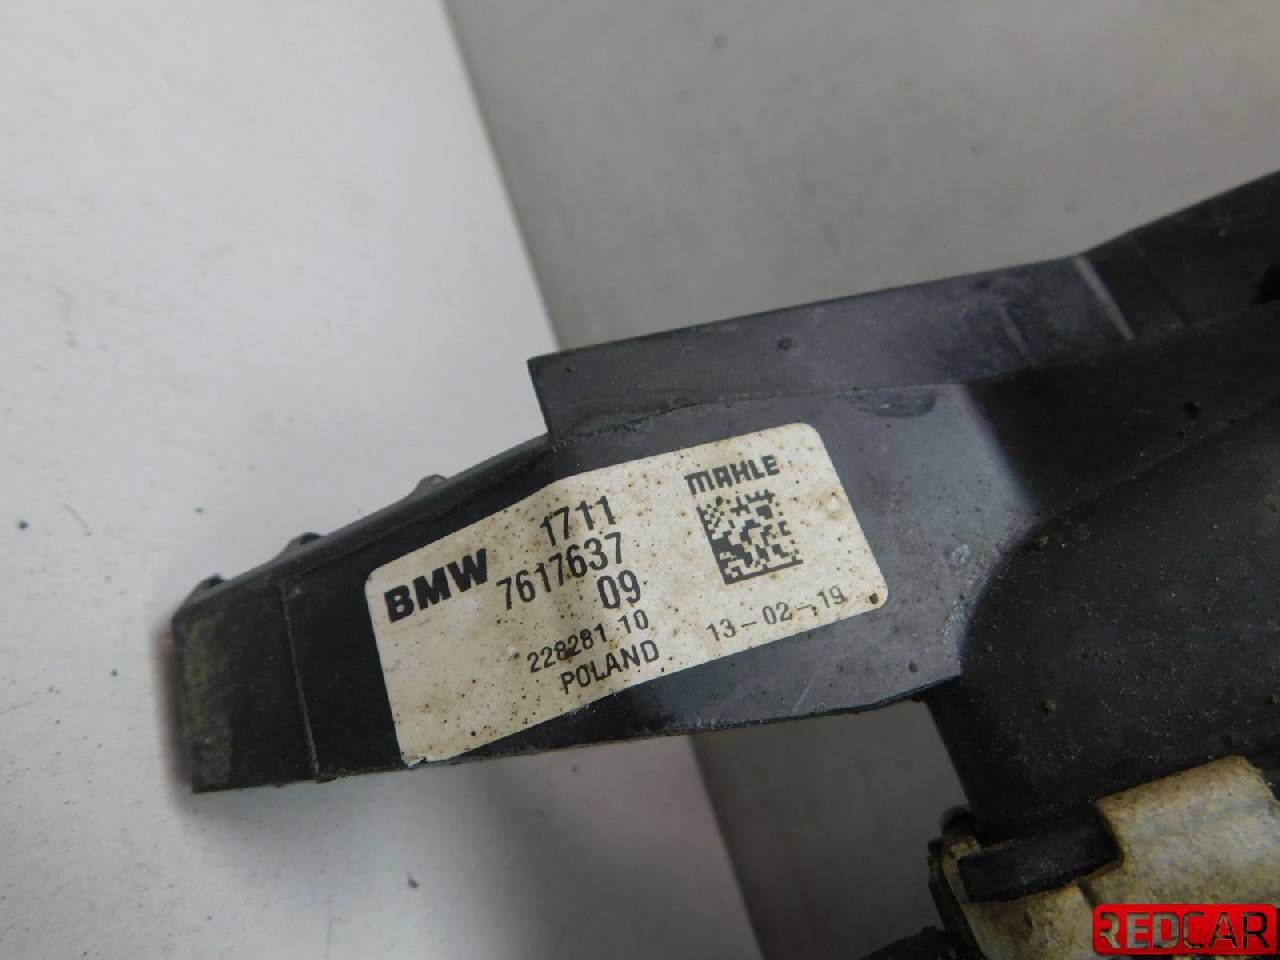 BMW 1711
7617637
09
228281 10
POLAND
MAHLE
13-02-19
REDCAR